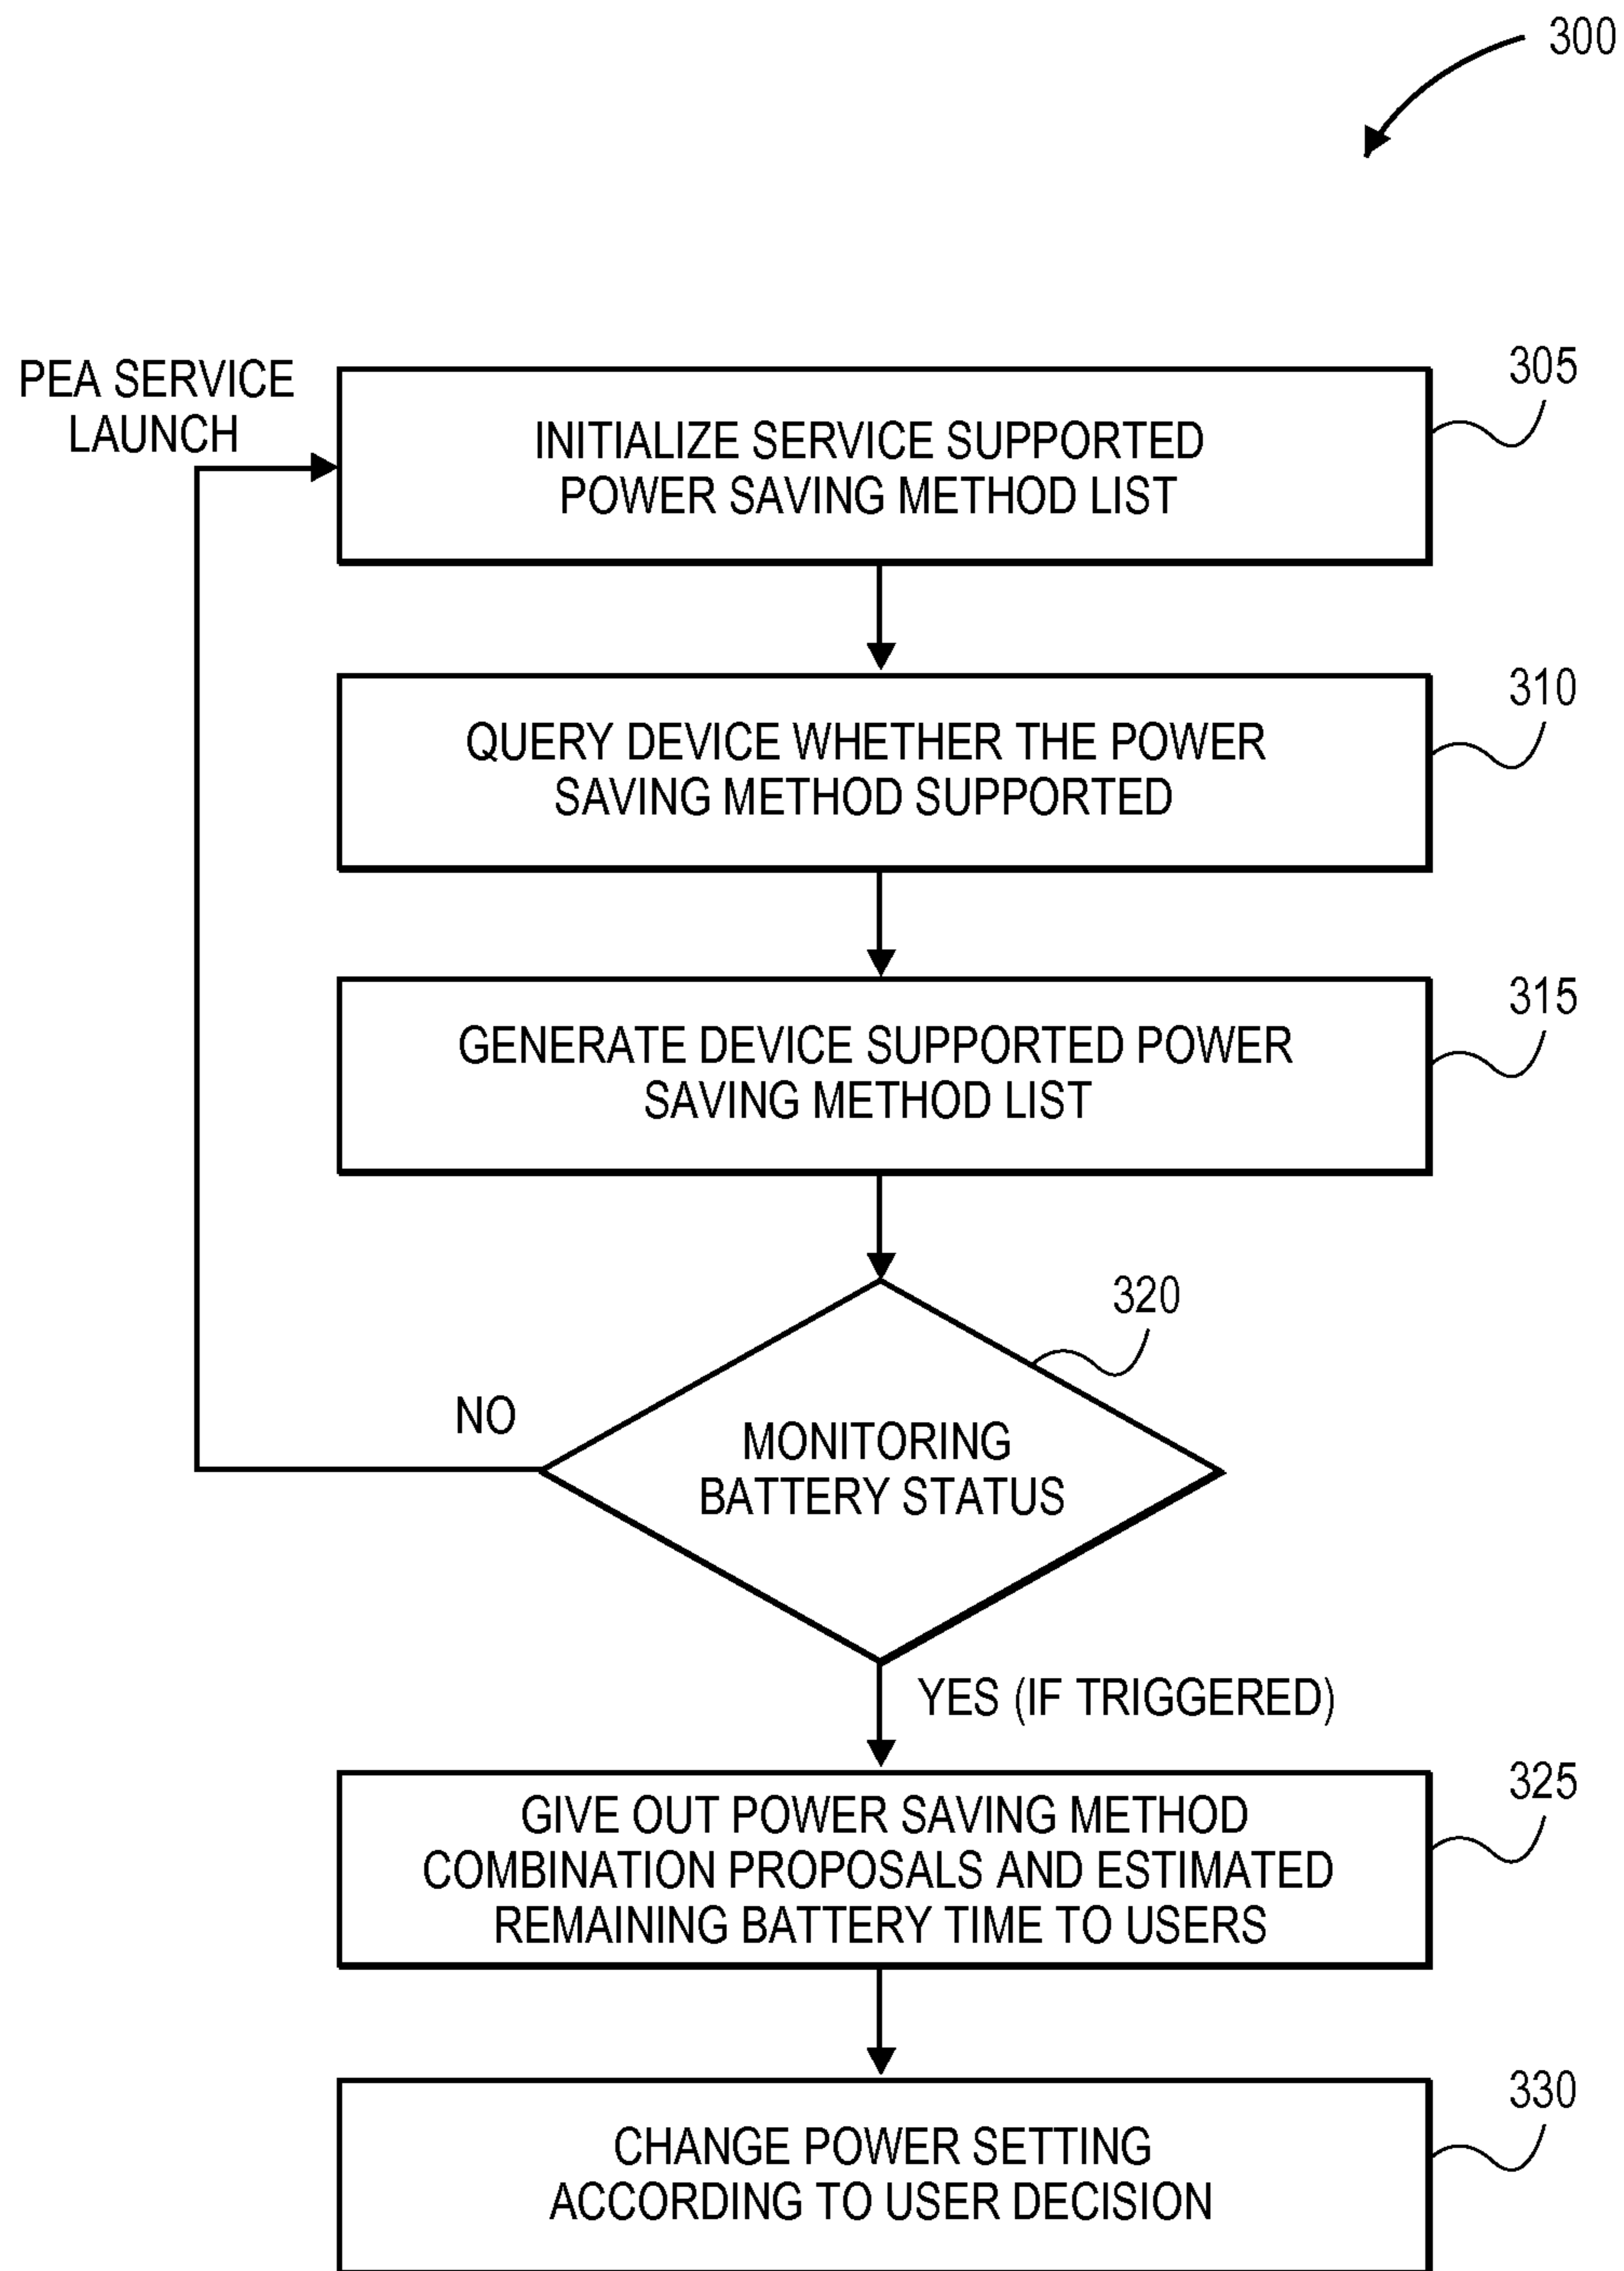 300
PEA SERVICE
LAUNCH
305
INITIALIZE SERVICE SUPPORTED
POWER SAVING METHOD LIST
310
QUERY DEVICE WHETHER THE POWER
SAVING METHOD SUPPORTED
315
GENERATE DEVICE SUPPORTED POWER
SAVING METHOD LIST
320
NO
MONITORING
BATTERY STATUS
YES (IF TRIGGERED)
325
GIVE OUT POWER SAVING METHOD
COMBINATION PROPOSALS AND ESTIMATED
REMAINING BATTERY TIME TO USERS
330
CHANGE POWER SETTING
ACCORDING TO USER DECISION